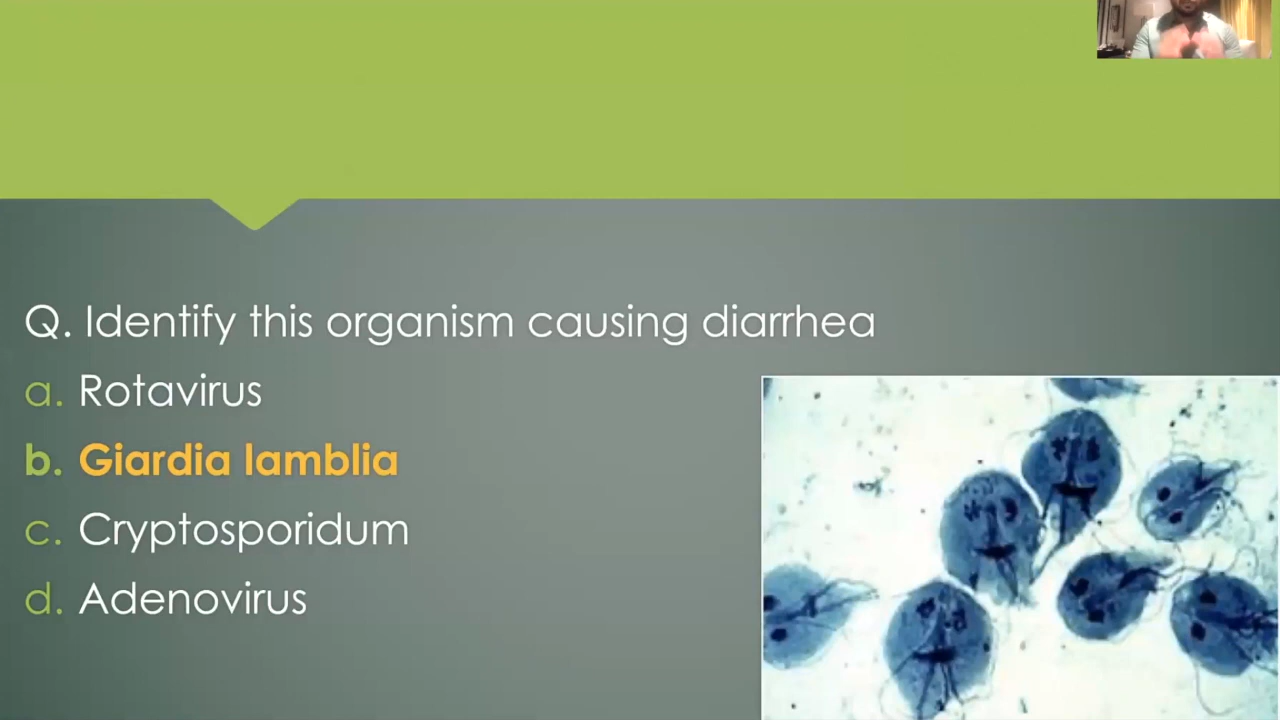 Q. Identify this organism causing diarrhea
a. Rotavirus
b. Giardia lamblia
c. Cryptosporidum
d. Adenovirus